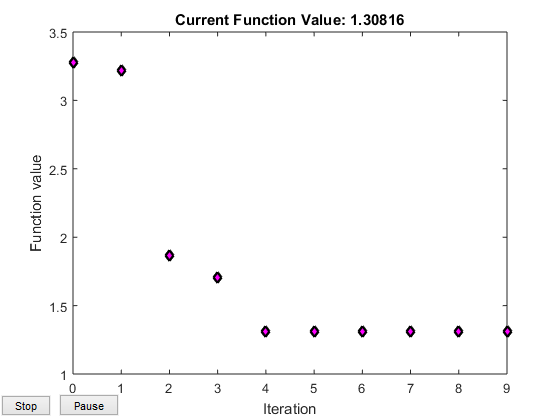 Current Function Value: 1.30816
3.5
3
2.5
2
1.5
1
Function value
0 1 2 3 4 5 6 7 8 9
Iteration
Stop Pause